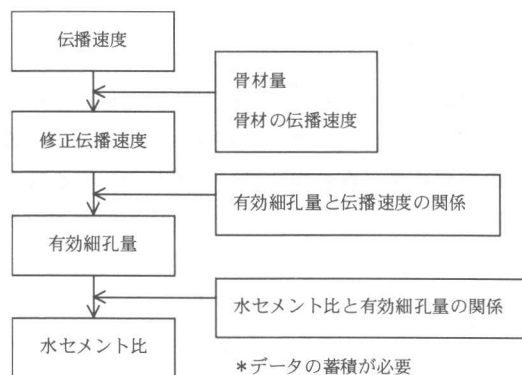 伝播速度
骨材量
骨材の伝播速度
修正伝播速度
有効細孔量と伝播速度の関係
有効細孔量
水セメント比と有効細孔量の関係
水セメント比
*データの蓄積が必要